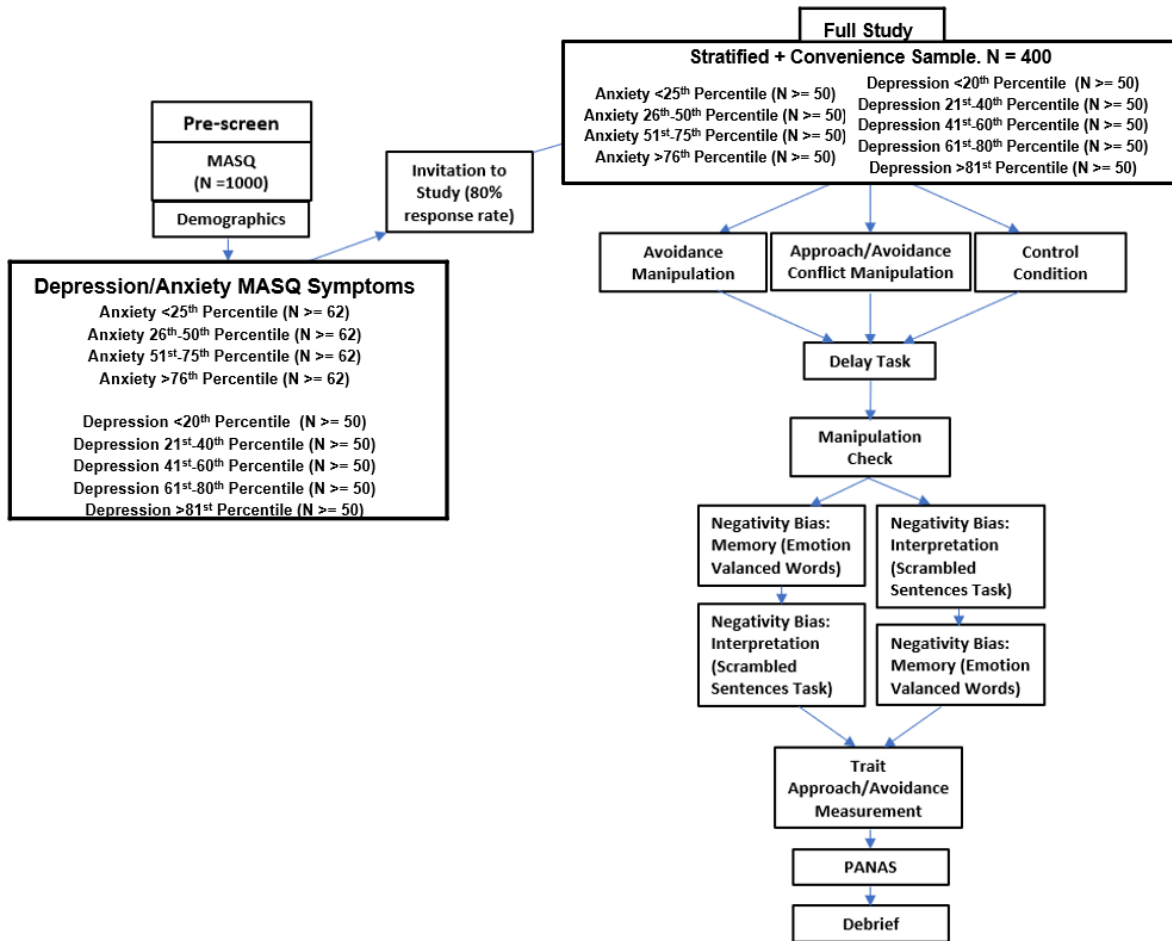 Pre-screen
MASQ
(N =1000)
Demographics
Depression/Anxiety MASQ Symptoms
Anxiety <25th Percentile (N >= 62)
Anxiety 26th-50th Percentile (N >= 62)
Anxiety 51st-75th Percentile (N >= 62)
Anxiety >76th Percentile (N >= 62)
Depression <20th Percentile (N >= 50)
Depression 21st-40th Percentile (N >= 50)
Depression 41st-60th Percentile (N >= 50)
Depression 61st-80th Percentile (N >= 50)
Depression >81st Percentile (N >= 50)
Invitation to
Study (80%
response rate)
Full Study
Stratified + Convenience Sample. N = 400
Anxiety <25th Percentile (N >= 50)
Anxiety 26th-50th Percentile (N >= 50)
Anxiety 51st-75th Percentile (N >= 50)
Anxiety >76th Percentile (N >= 50)
Depression <20th Percentile (N >= 50)
Depression 21st-40th Percentile (N >= 50)
Depression 41st-60th Percentile (N >= 50)
Depression 61st-80th Percentile (N >= 50)
Depression >81st Percentile (N >= 50)
Avoidance
Manipulation
Approach/Avoidance
Conflict Manipulation
Control
Condition
Delay Task
Manipulation
Check
Negativity Bias:
Memory (Emotion
Valanced Words)
Negativity Bias:
Interpretation
(Scrambled
Sentences Task)
Negativity Bias:
Interpretation
(Scrambled
Sentences Task)
Negativity Bias:
Memory (Emotion
Valanced Words)
Trait
Approach/Avoidance
Measurement
PANAS
Debrief